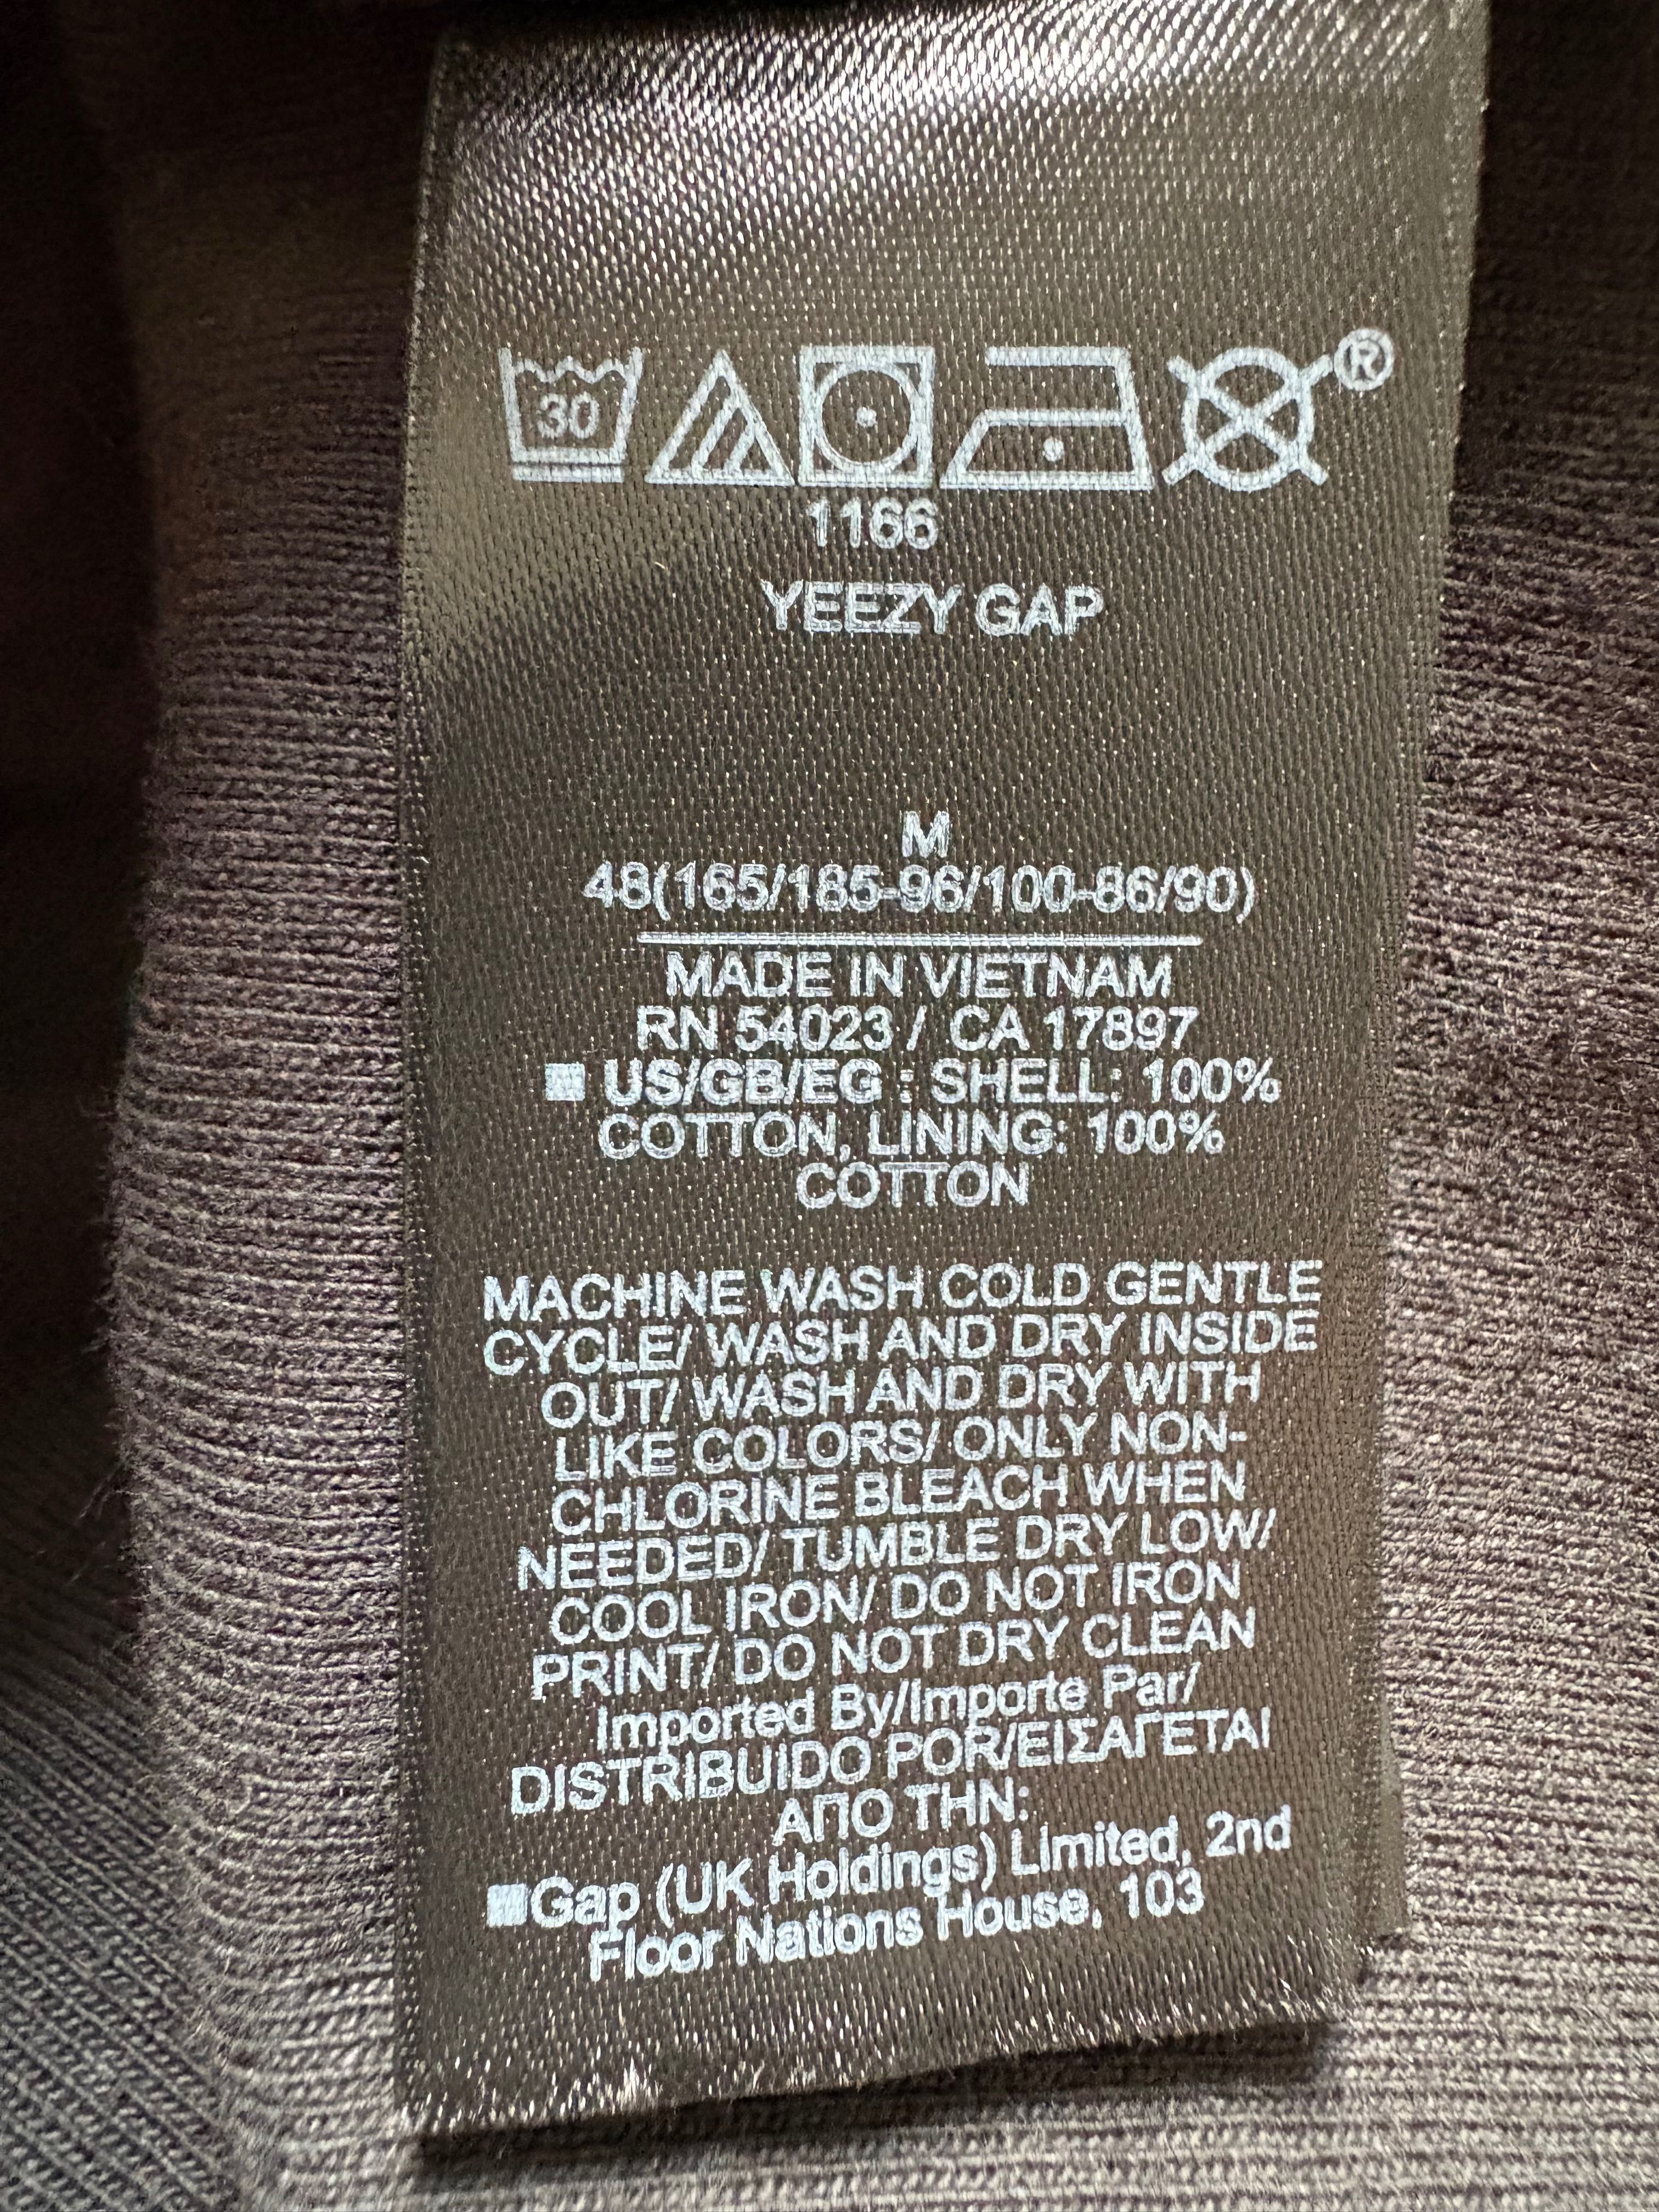 30
®
1166
YEEZY GAP
M
48(165/185-96/100-86/90)
MADE IN VIETNAM
RN 54023 / CA 17897
■ US/GB/EG : SHELL: 100%
COTTON, LINING: 100%
COTTON
MACHINE WASH COLD GENTLE
CYCLE/ WASH AND DRY INSIDE
OUT/ WASH AND DRY WITH
LIKE COLORS/ ONLY NON-
CHLORINE BLEACH WHEN
NEEDED/ TUMBLE DRY LOW/
COOL IRON/ DO NOT IRON
PRINT/ DO NOT DRY CLEAN
Imported By/Importe Par/
DISTRIBUIDO POR/ΕΙΣΑΓΕΤΑΙ
ΑΠΟ ΤΗΝ:
■Gap (UK Holdings) Limited, 2nd
Floor Nations House, 103